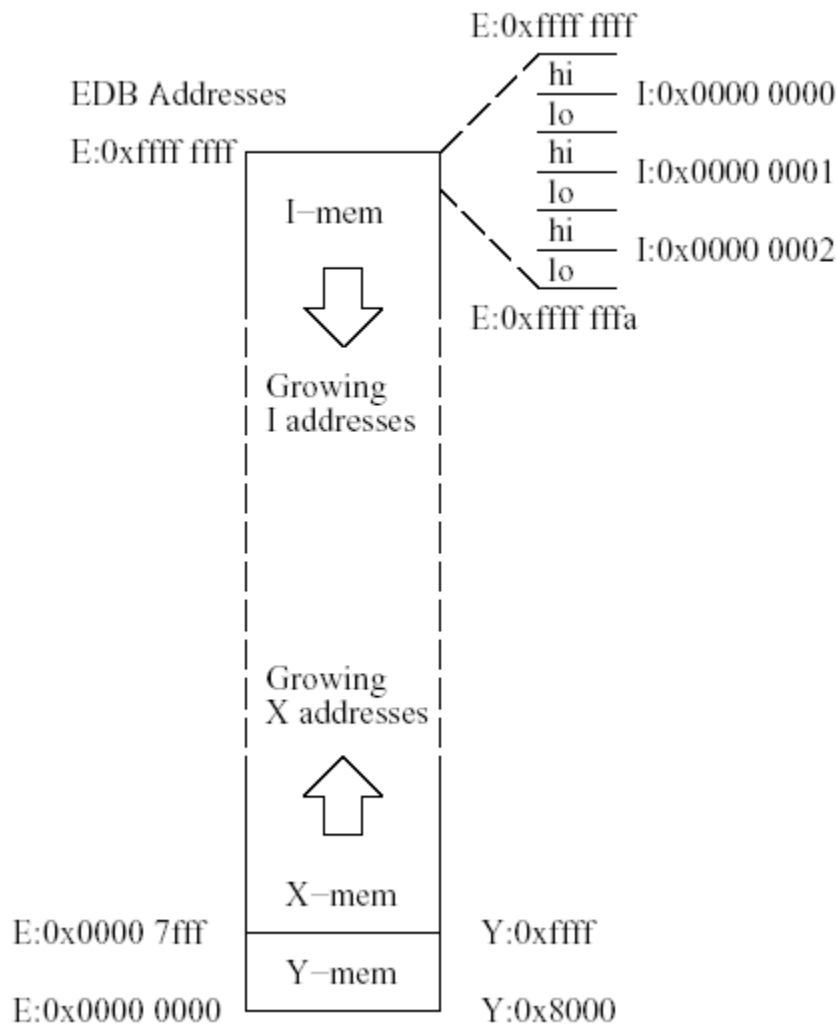 E:0xffff ffff
EDB Addresses
hi
I:0x0000 0000
lo
E:0xffff ffff
hi
I:0x0000 0001
lo
I-mem
hi
I:0x0000 0002
lo
E:0xffff fffa
Growing
I addresses
Growing
X addresses
X-mem
E:0x0000 7fff
Y:0xffff
Y-mem
E:0x0000 0000
Y:0x8000